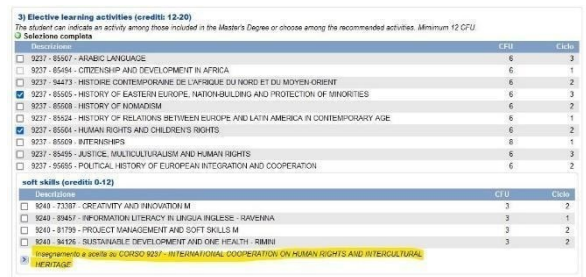 3) Elective learning activities (crediti: 12-20)
The student can indicate an activity among those included in the Master's Degree or choose among the recommended activities. Mimimum 12 CFU.
Selezione completa
Descrizione CFU Ciclo
9237 - 85507 - ARABIC LANGUAGE 6 3
9237 - 85494 - CITIZENSHIP AND DEVELOPMENT IN AFRICA 6 1
9237 - 94473 - HISTOIRE CONTEMPORAINE DE L'AFRIQUE DU NORD ET DU MOYEN-ORIENT 6 2
9237 - 85505 - HISTORY OF EASTERN EUROPE, NATION-BUILDING AND PROTECTION OF MINORITIES 6 3
9237 - 85508 - HISTORY OF NOMADISM 6 2
9237 - 85524 - HISTORY OF RELATIONS BETWEEN EUROPE AND LATIN AMERICA IN CONTEMPORARY AGE 6 1
9237 - 85504 - HUMAN RIGHTS AND CHILDREN'S RIGHTS 6 2
9237 - 85509 - INTERNSHIPS 8 1
9237 - 85495 - JUSTICE, MULTICULTURALISM AND HUMAN RIGHTS 6 3
9237 - 95695 - POLITICAL HISTORY OF EUROPEAN INTEGRATION AND COOPERATION 6 2
soft skills (crediti: 0-12)
Descrizione CFU Ciclo
9240 - 73387 - CREATIVITY AND INNOVATION M 3 2
9240 - 89457 - INFORMATION LITERACY IN LINGUA INGLESE - RAVENNA 3 1
9240 - 81799 - PROJECT MANAGEMENT AND SOFT SKILLS M 3 2
9240 - 94126 - SUSTAINABLE DEVELOPMENT AND ONE HEALTH - RIMINI 3 2
Insegnamento a scelta su CORSO 9237 - INTERNATIONAL COOPERATION ON HUMAN RIGHTS AND INTERCULTURAL
HERITAGE